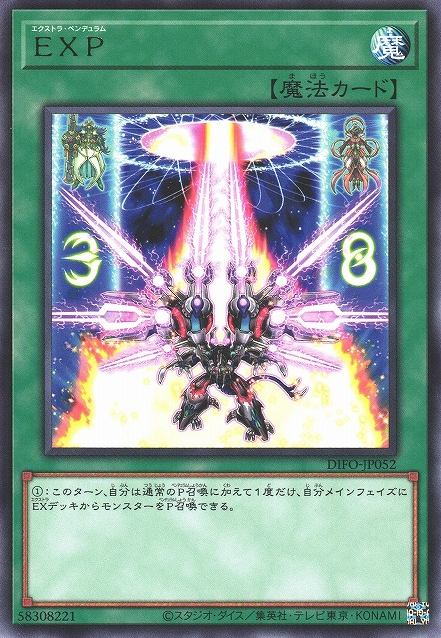 エクストラ・ペンデュラム
EXP
魔
まほう
【魔法カード】
3 8
DIFO-JP052
①：このターン、自分は通常のP召喚に加えて１度だけ、自分メインフェイズに
EXデッキからモンスターをP召喚できる。
58308221
©スタジオ・ダイス／集英社・テレビ東京・KONAMI